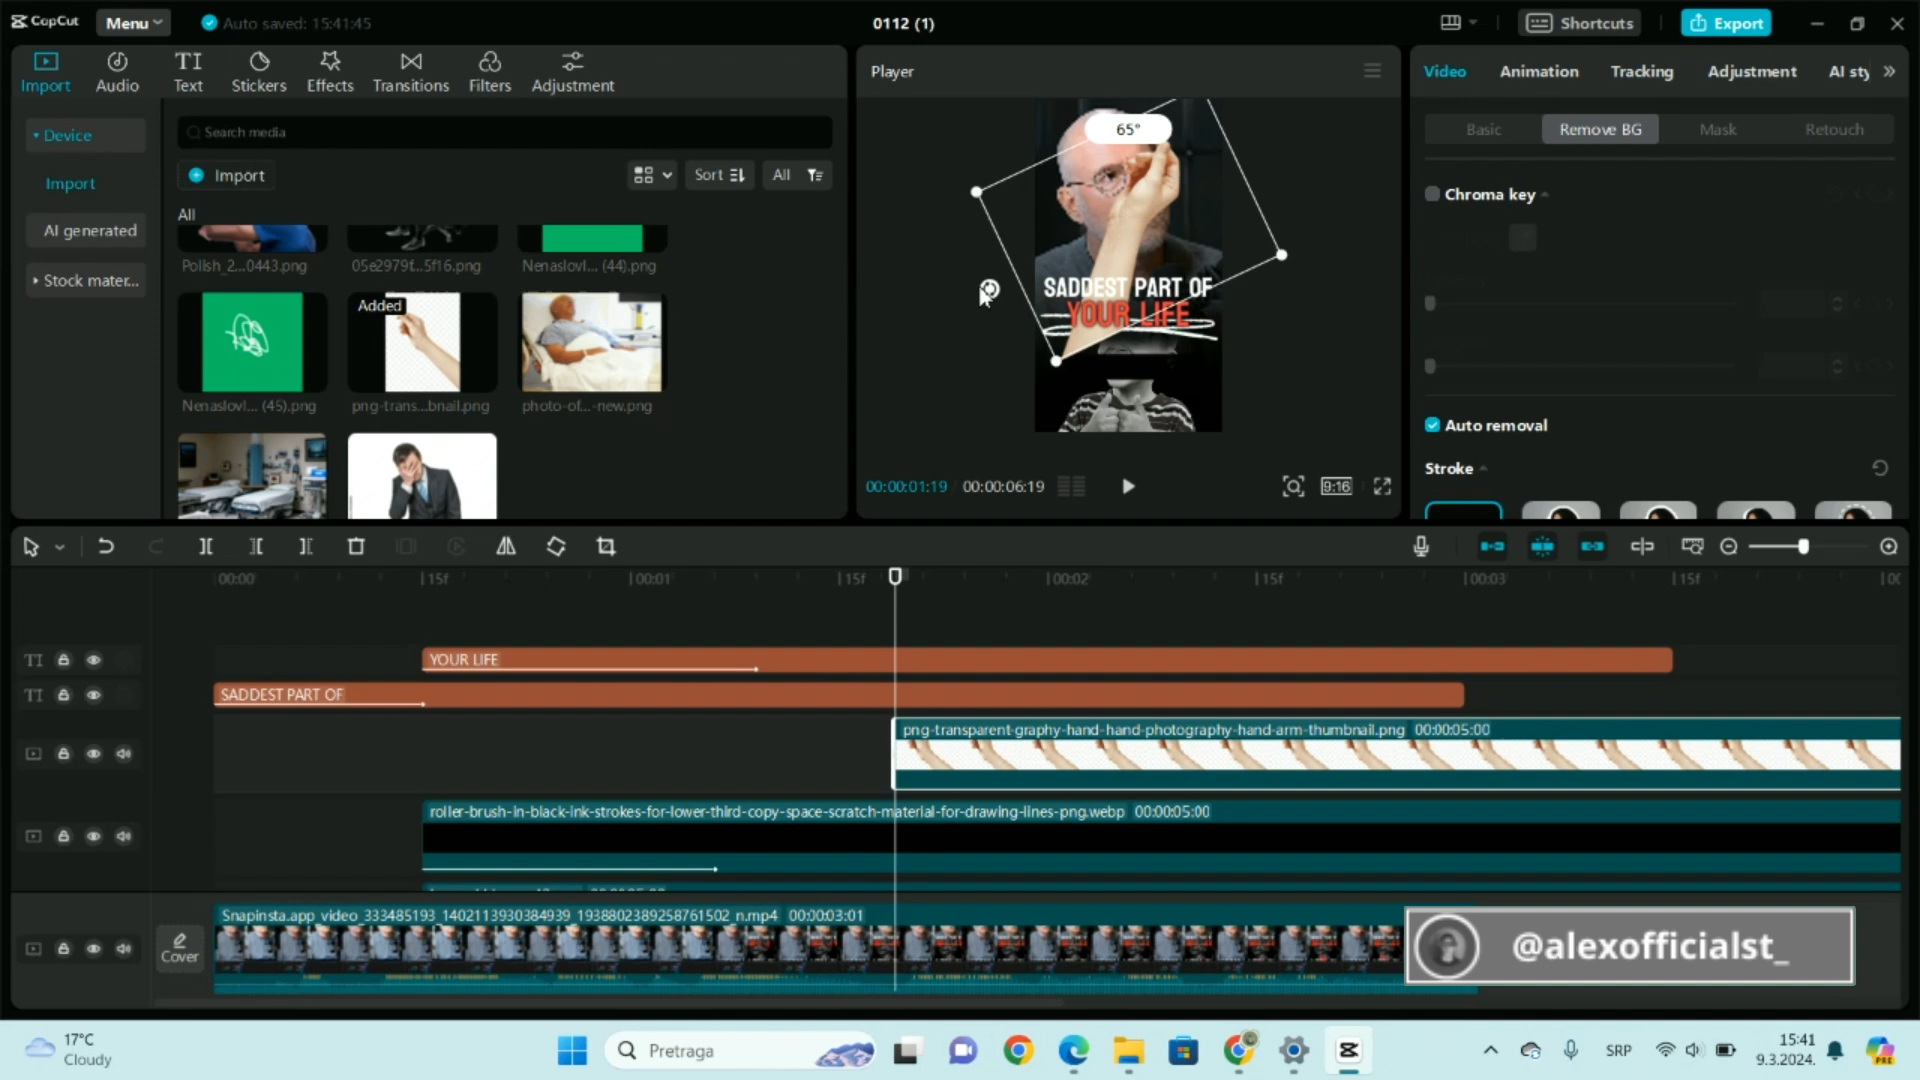 CapCut
Menu
Auto saved: 15:41:45
0112 (1)
Shortcuts
Export
Import
Audio
TI
Text
Stickers
Effects
Transitions
Filters
Adjustment
Player
Video
Animation
Tracking
Adjustment
AI sty
Device
Import
AI generated
Stock mater...
Search media
Import
Sort
All
All
Polish_2...0443.png
05e2979f...5f16.png
Nenaslovl... (44).png
Added
Nenaslovl... (45).png
png-trans...bnail.png
photo-of...-new.png
65°
SADDEST PART OF
YOUR LIFE
00:00:01:19
00:00:06:19
9:16
Basic
Remove BG
Mask
Retouch
Chroma key
Auto removal
Stroke
00:00
15f
00:01
15f
00:02
15f
00:03
15f
TI
YOUR LIFE
TI
SADDEST PART OF
png-transparent-graphy-hand-hand-photography-hand-arm-thumbnail.png 00:00:05:00
roller-brush-in-black-ink-strokes-for-lower-third-copy-space-scratch-material-for-drawing-lines-png.webp 00:00:05:00
Cover
Snapinsta.app_video_333485193_1402113930384939_1938802389258761502_n.mp4 00:00:03:01
@alexofficialst_
17°C
Cloudy
Pretraga
SRP
15:41
9.3.2024.
PRE